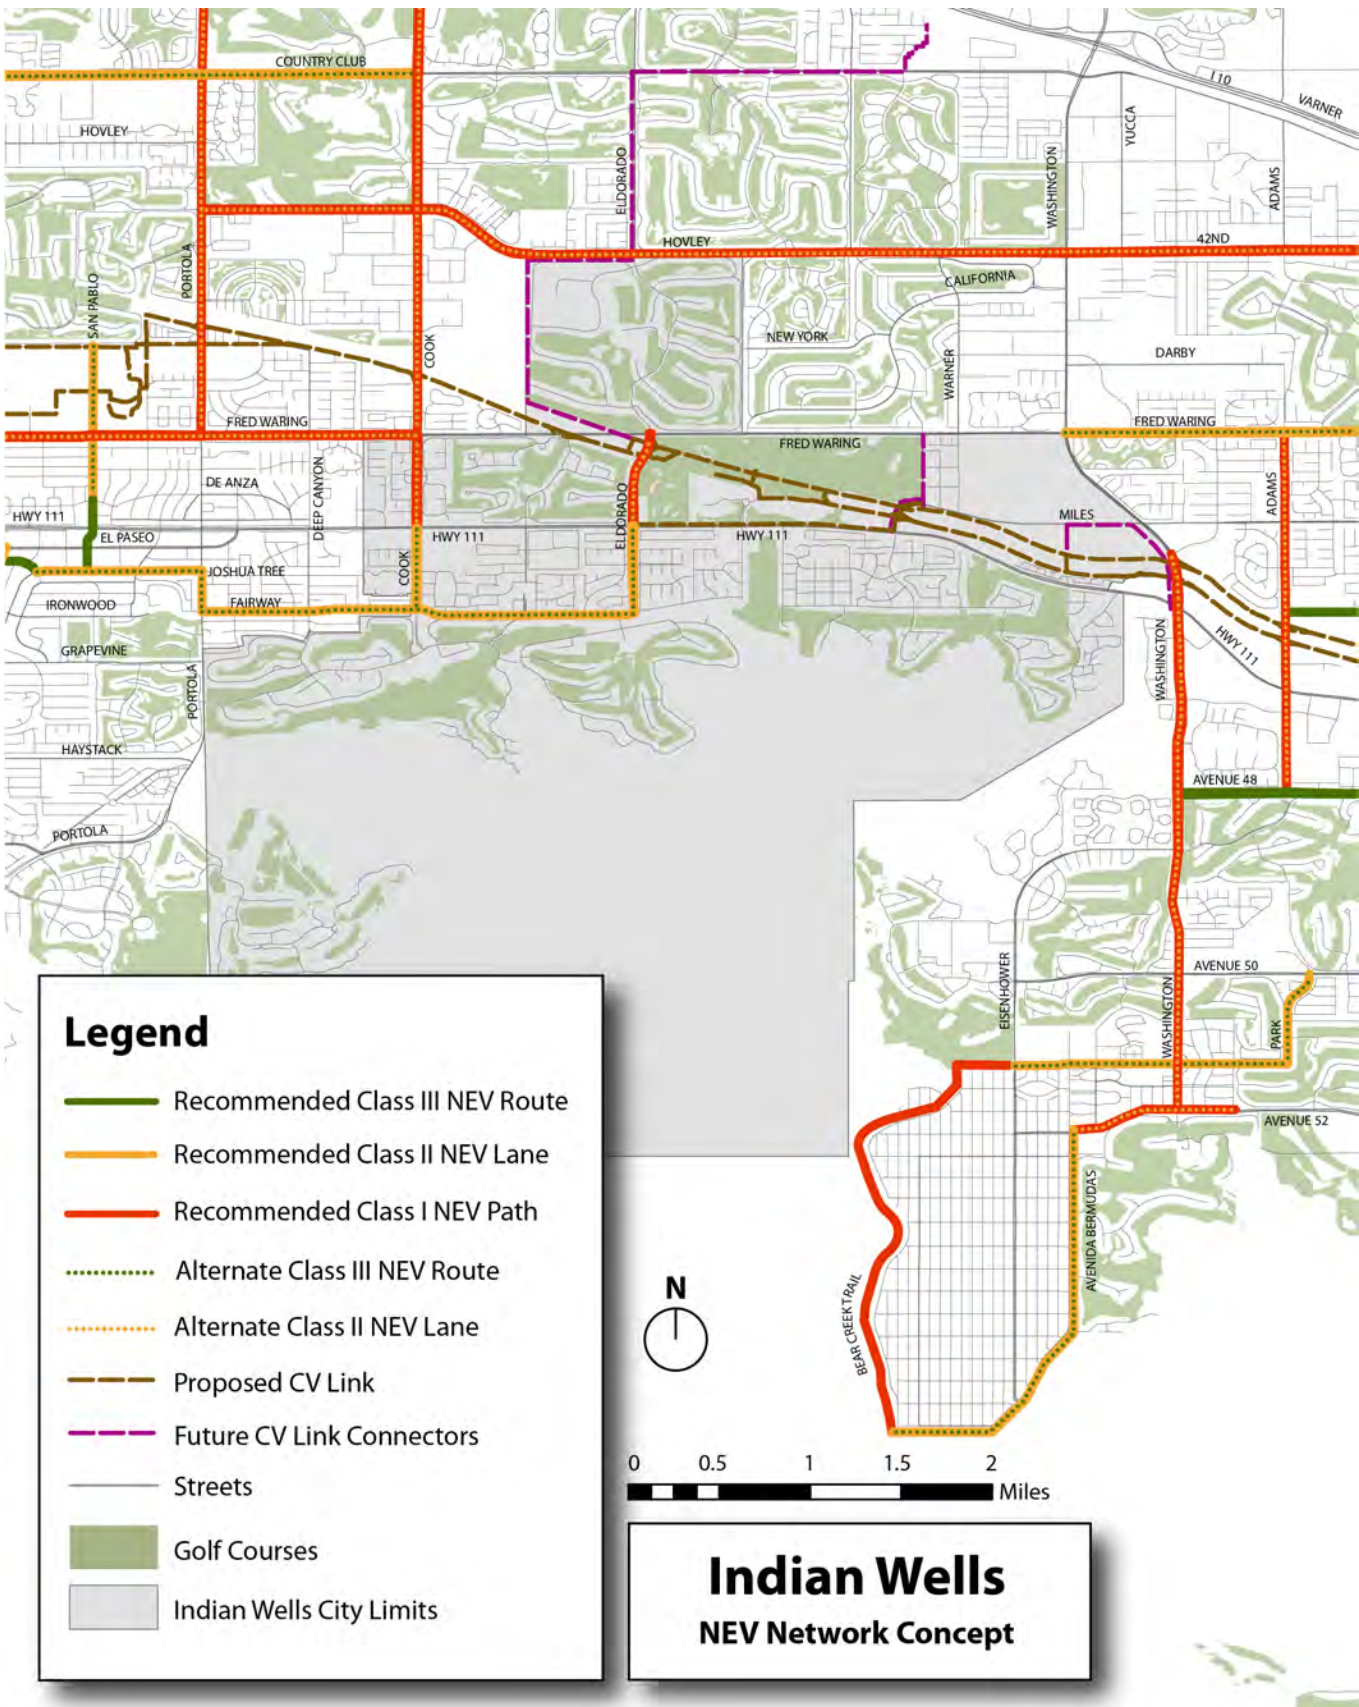 COUNTRY CLUB
I 10
VARNER
HOVLEY
YUCCA
ELDORADO
WASHINGTON
ADAMS
HOVLEY
42ND
PORTOLA
SAN PABLO
CALIFORNIA
COOK
NEW YORK
DARBY
WARNER
FRED WARING
FRED WARING
FRED WARING
DE ANZA
DEEP CANYON
ELDORADO
ADAMS
HWY 111
EL PASEO
HWY 111
HWY 111
MILES
JOSHUA TREE
COOK
IRONWOOD
FAIRWAY
GRAPEVINE
PORTOLA
WASHINGTON
HWY 111
HAYSTACK
AVENUE 48
PORTOLA
EISENHOWER
AVENUE 50
WASHINGTON
PARK
AVENUE 52
AVENIDA BERMUDAS
BEAR CREEK TRAIL
Legend
Recommended Class III NEV Route
Recommended Class II NEV Lane
Recommended Class I NEV Path
Alternate Class III NEV Route
Alternate Class II NEV Lane
Proposed CV Link
Future CV Link Connectors
Streets
Golf Courses
Indian Wells City Limits
N
0 0.5 1 1.5 2
Miles
Indian Wells
NEV Network Concept